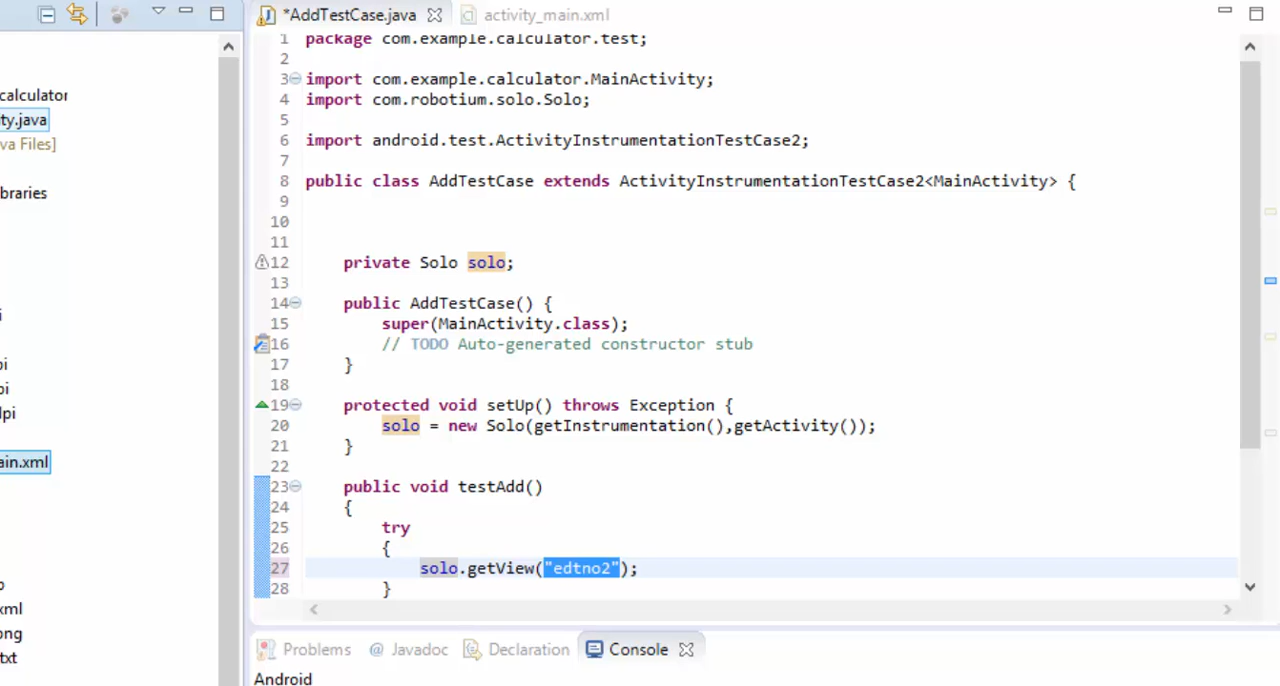 *AddTestCase.java activity_main.xml
calculator
ty.java
va Files]
braries
i
oi
oi
lpi
ain.xml
o
xml
ong
txt
1 package com.example.calculator.test;
2
3 import com.example.calculator.MainActivity;
4 import com.robotium.solo.Solo;
5
6 import android.test.ActivityInstrumentationTestCase2;
7
8 public class AddTestCase extends ActivityInstrumentationTestCase2<MainActivity> {
9
10
11
12 private Solo solo;
13
14 public AddTestCase() {
15 super(MainActivity.class);
16 // TODO Auto-generated constructor stub
17 }
18
19 protected void setUp() throws Exception {
20 solo = new Solo(getInstrumentation(),getActivity());
21 }
22
23 public void testAdd()
24 {
25 try
26 {
27 solo.getView("edtno2");
28 }
Problems @ Javadoc Declaration Console
Android